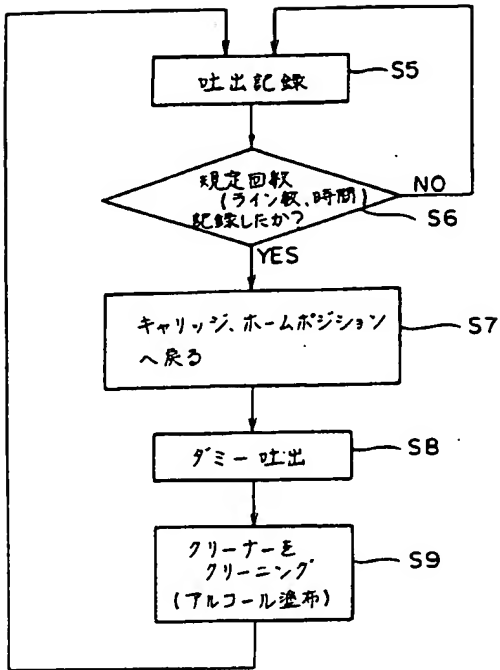 吐出記録
S5
規定回数
(ライン数、時間)
記録したか?
NO
S6
YES
キャリッジ、ホームポジション
へ戻る
S7
ダミー吐出
S8
クリーナーを
クリーニング
(アルコール塗布)
S9